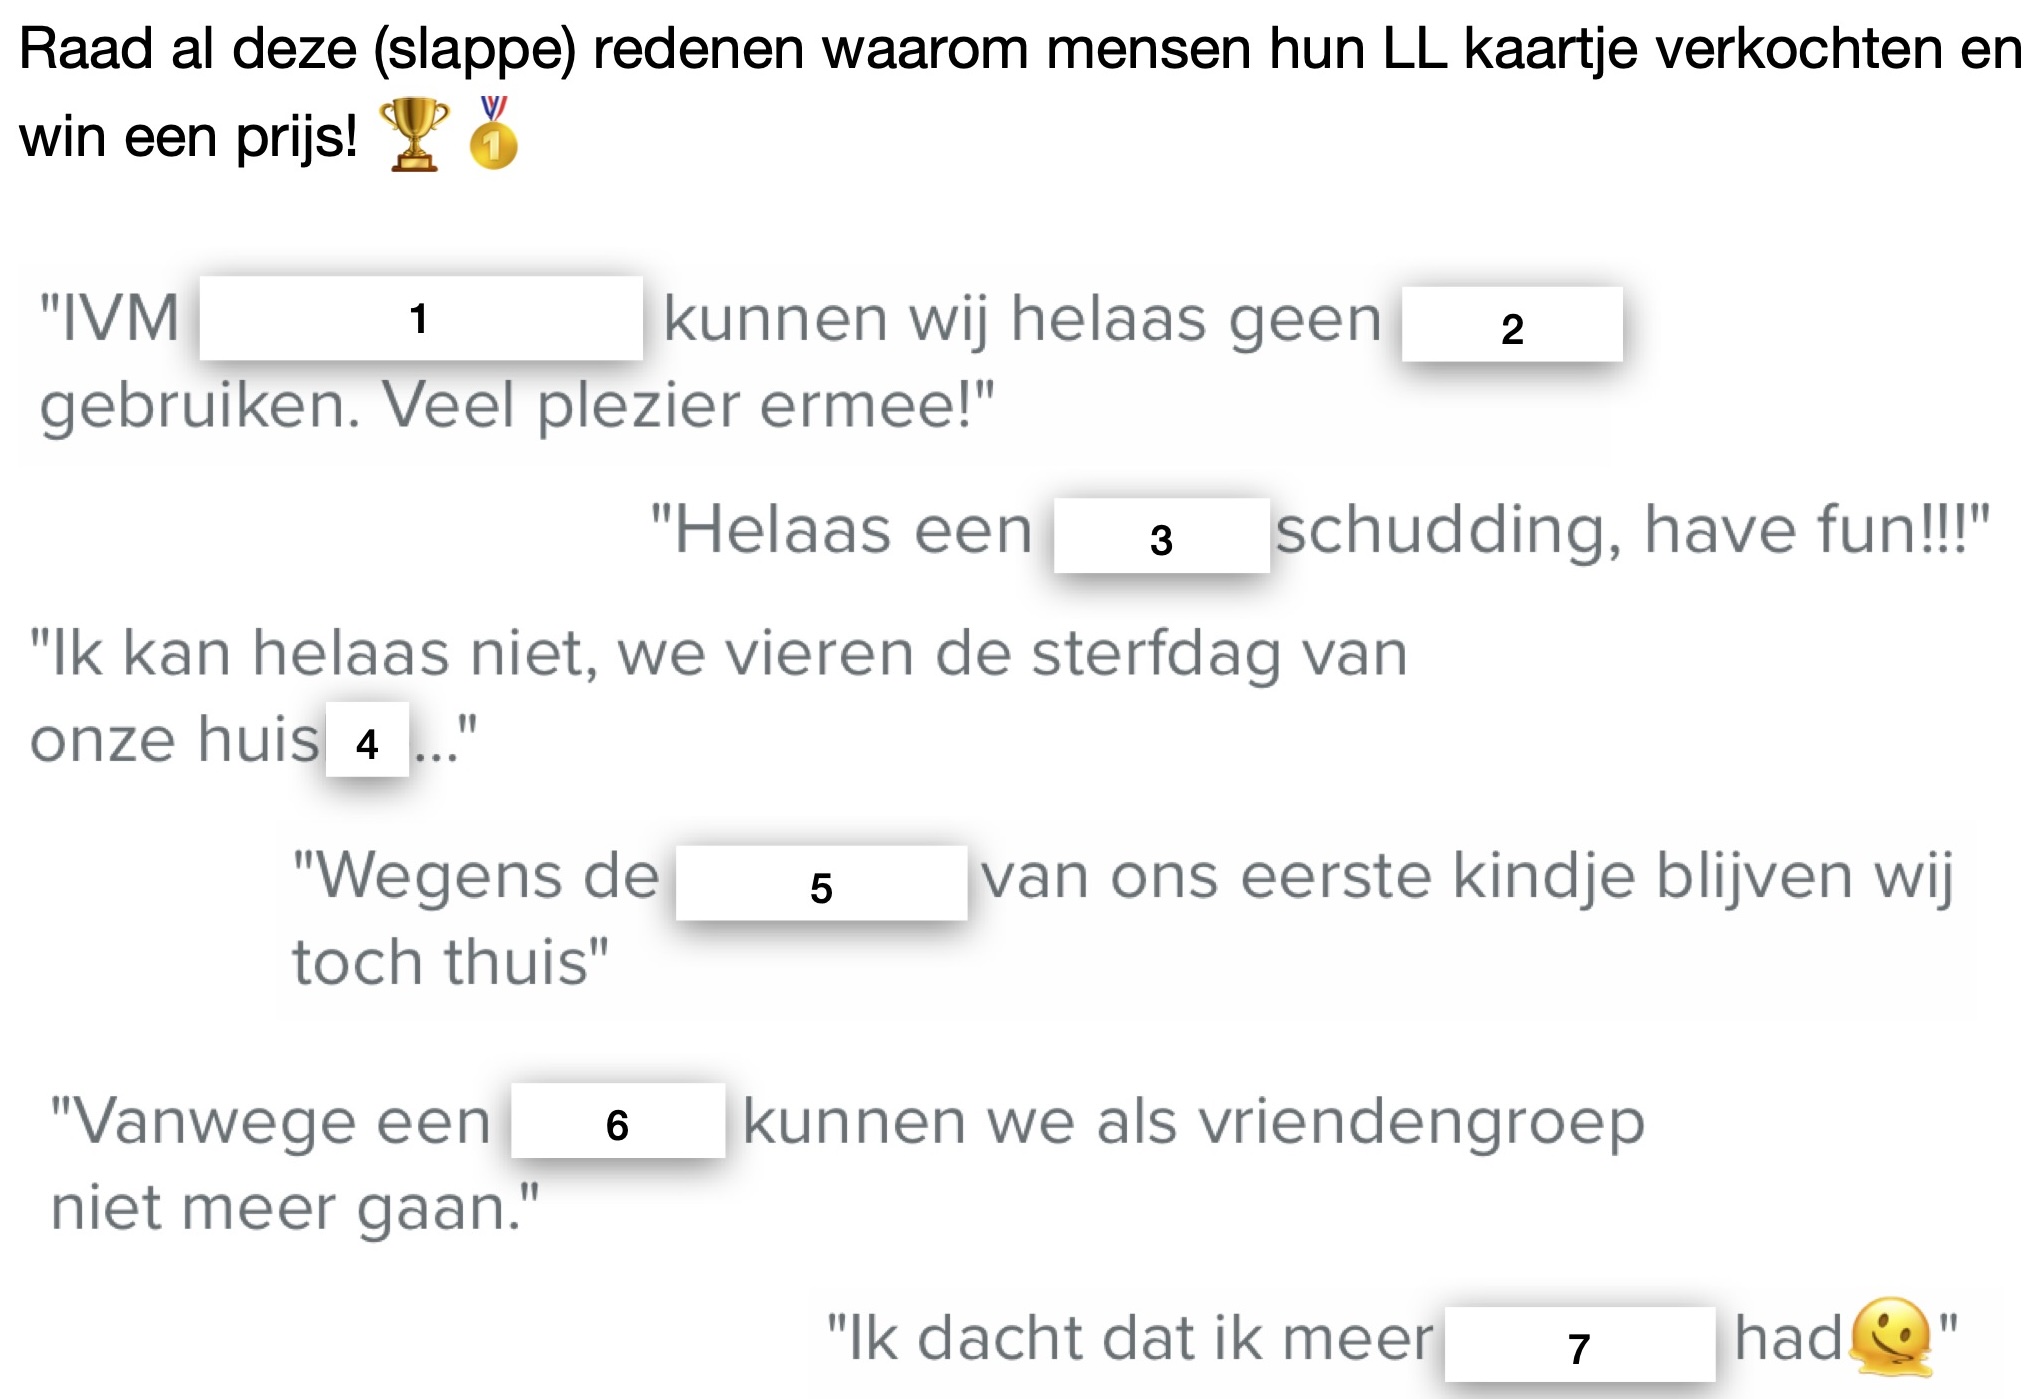 Raad al deze (slappe) redenen waarom mensen hun LL kaartje verkochten en
win een prijs! 🏆🥇
"IVM 1 kunnen wij helaas geen 2
gebruiken. Veel plezier ermee!"
"Helaas een 3 schudding, have fun!!!"
"Ik kan helaas niet, we vieren de sterfdag van
onze huis 4 ..."
"Wegens de 5 van ons eerste kindje blijven wij
toch thuis"
"Vanwege een 6 kunnen we als vriendengroep
niet meer gaan."
"Ik dacht dat ik meer 7 had🫠"